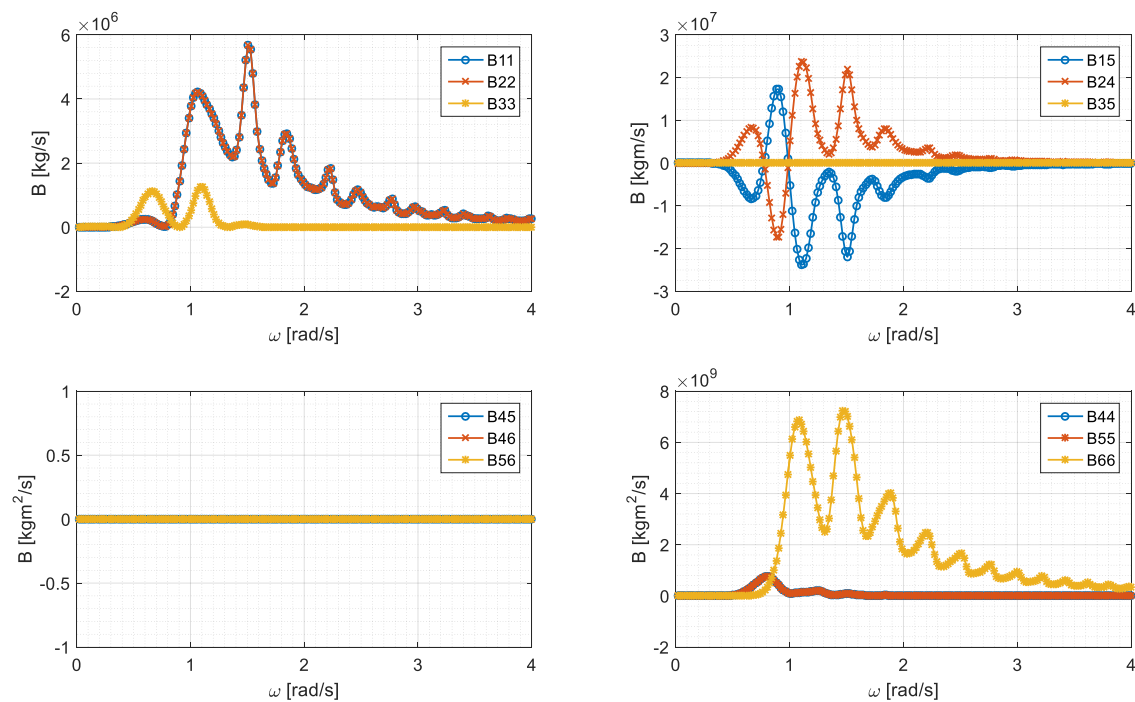 ×10^6
6
4
2
0
-2
B [kg/s]
0 1 2 3 4
ω [rad/s]
B11
B22
B33
×10^7
3
2
1
0
-1
-2
-3
B [kgm/s]
0 1 2 3 4
ω [rad/s]
B15
B24
B35
1
0.5
0
-0.5
-1
B [kgm^2/s]
0 1 2 3 4
ω [rad/s]
B45
B46
B56
×10^9
8
6
4
2
0
-2
B [kgm^2/s]
0 1 2 3 4
ω [rad/s]
B44
B55
B66